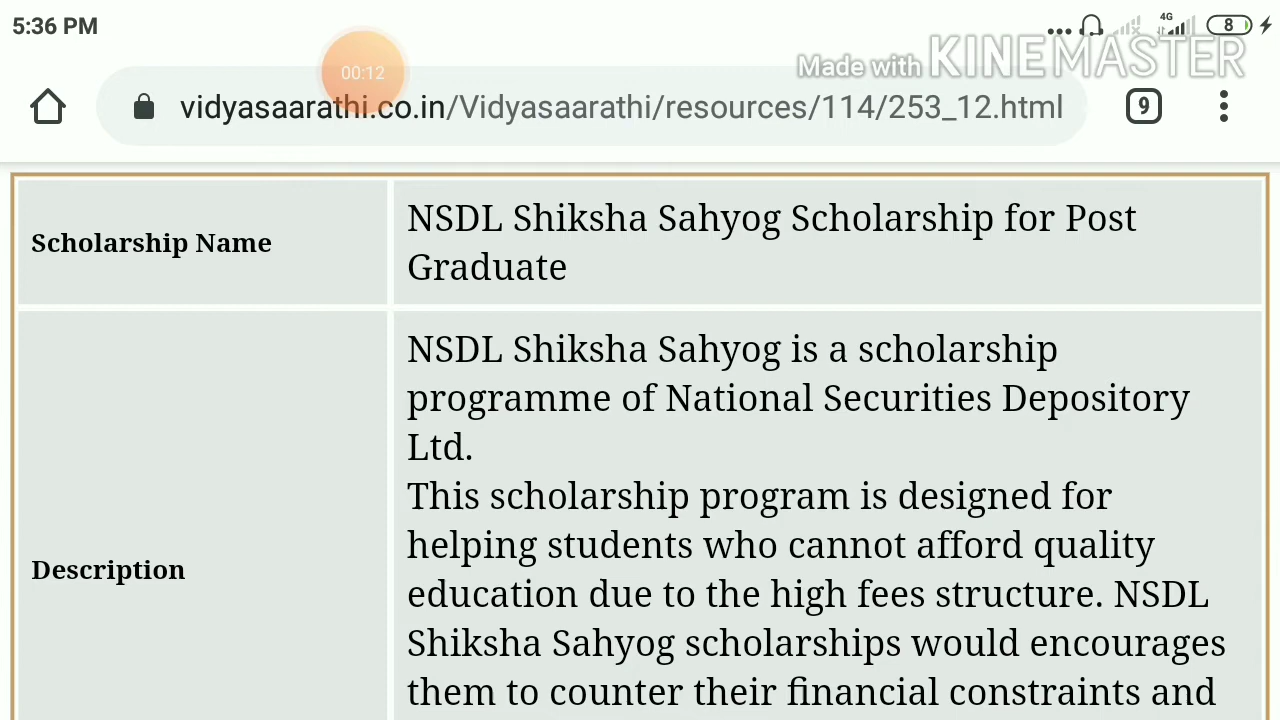 5:36 PM
4G
8
00:12
Made with KINEMASTER
vidyasaarathi.co.in/Vidyasaarathi/resources/114/253_12.html
9
Scholarship Name
NSDL Shiksha Sahyog Scholarship for Post
Graduate
Description
NSDL Shiksha Sahyog is a scholarship
programme of National Securities Depository
Ltd.
This scholarship program is designed for
helping students who cannot afford quality
education due to the high fees structure. NSDL
Shiksha Sahyog scholarships would encourages
them to counter their financial constraints and